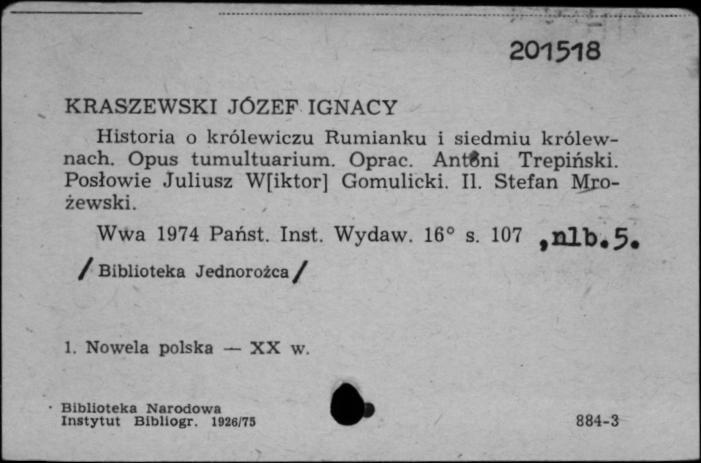 201518
KRASZEWSKI JÓZEF IGNACY
Historia o królewiczu Rumianku i siedmiu królew-
nach. Opus tumultuarium. Oprac. Antoni Trepiński.
Posłowie Juliusz W[iktor] Gomulicki. Il. Stefan Mro-
żewski.
Wwa 1974 Państ. Inst. Wydaw. 16° s. 107 ,nlb.5.
/ Biblioteka Jednorożca /
1. Nowela polska — XX w.
Biblioteka Narodowa
Instytut Bibliogr. 1926/75
884-3